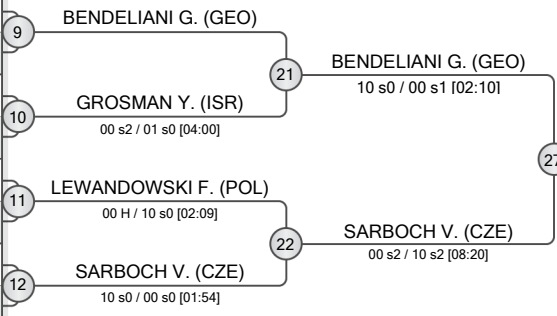 9
BENDELIANI G. (GEO)
10
GROSMAN Y. (ISR)
00 s2 / 01 s0 [04:00]
21
BENDELIANI G. (GEO)
10 s0 / 00 s1 [02:10]
27
11
LEWANDOWSKI F. (POL)
00 H / 10 s0 [02:09]
22
SARBOCH V. (CZE)
00 s2 / 10 s2 [08:20]
12
SARBOCH V. (CZE)
10 s0 / 00 s0 [01:54]